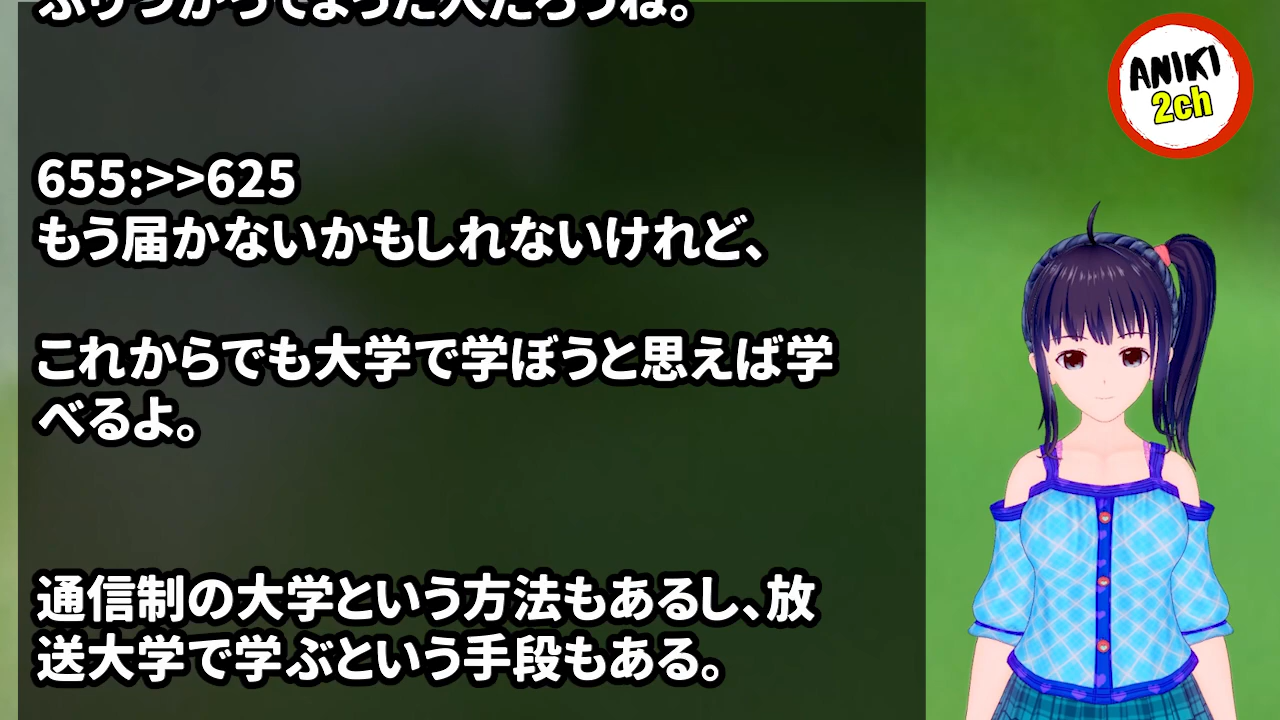 655:>>625
もう届かないかもしれないけれど、
これからでも大学で学ぼうと思えば学
べるよ。
通信制の大学という方法もあるし、放
送大学で学ぶという手段もある。
ANIKI
2ch